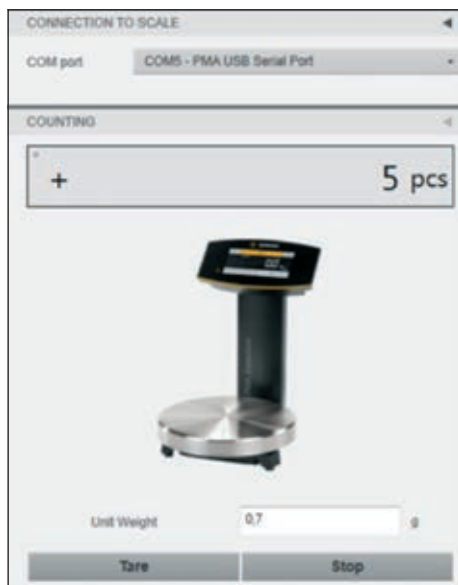 CONNECTION TO SCALE
COM port COM5 - PMA USB Serial Port
COUNTING
+ 5 pcs
Unit Weight 0,7 g
Tare Stop